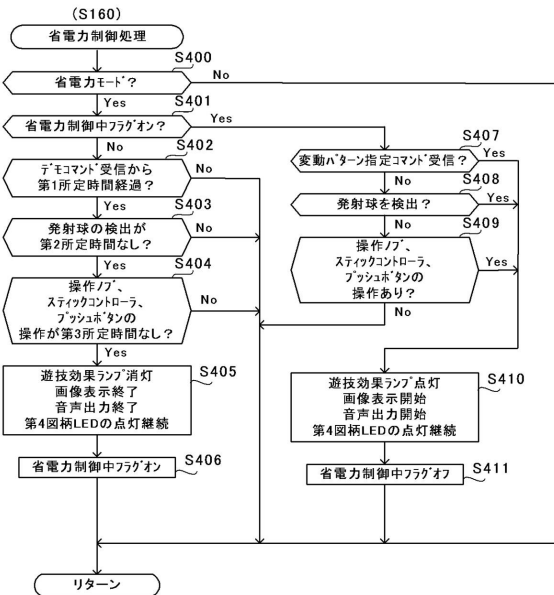 (S160)
省電力制御処理
S400
省電力モード?
No
Yes
S401
省電力制御中フラグオン?
Yes
No
S402
デモコマンド受信から
第1所定時間経過?
No
Yes
S403
発射球の検出が
第2所定時間なし?
No
Yes
S404
操作ノブ、
スティックコントローラ、
プッシュボタンの
操作が第3所定時間なし?
No
Yes
S405
遊技効果ランプ消灯
画像表示終了
音声出力終了
第4図柄LEDの点灯継続
S406
省電力制御中フラグオン
S407
変動パターン指定コマンド受信?
Yes
No
S408
発射球を検出?
Yes
No
S409
操作ノブ、
スティックコントローラ、
プッシュボタンの
操作あり?
Yes
No
S410
遊技効果ランプ点灯
画像表示開始
音声出力開始
第4図柄LEDの点灯継続
S411
省電力制御中フラグオフ
リターン